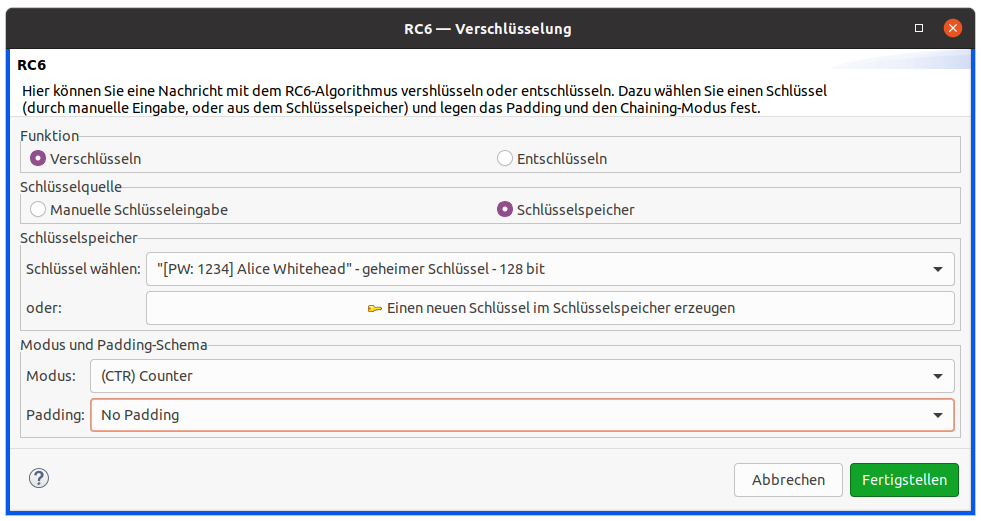 RC6 — Verschlüsselung
RC6
Hier können Sie eine Nachricht mit dem RC6-Algorithmus vershlüsseln oder entschlüsseln. Dazu wählen Sie einen Schlüssel
(durch manuelle Eingabe, oder aus dem Schlüsselspeicher) und legen das Padding und den Chaining-Modus fest.
Funktion
Verschlüsseln Entschlüsseln
Schlüsselquelle
Manuelle Schlüsseleingabe Schlüsselspeicher
Schlüsselspeicher
Schlüssel wählen: "[PW: 1234] Alice Whitehead" - geheimer Schlüssel - 128 bit
oder: Einen neuen Schlüssel im Schlüsselspeicher erzeugen
Modus und Padding-Schema
Modus: (CTR) Counter
Padding: No Padding
? Abbrechen Fertigstellen